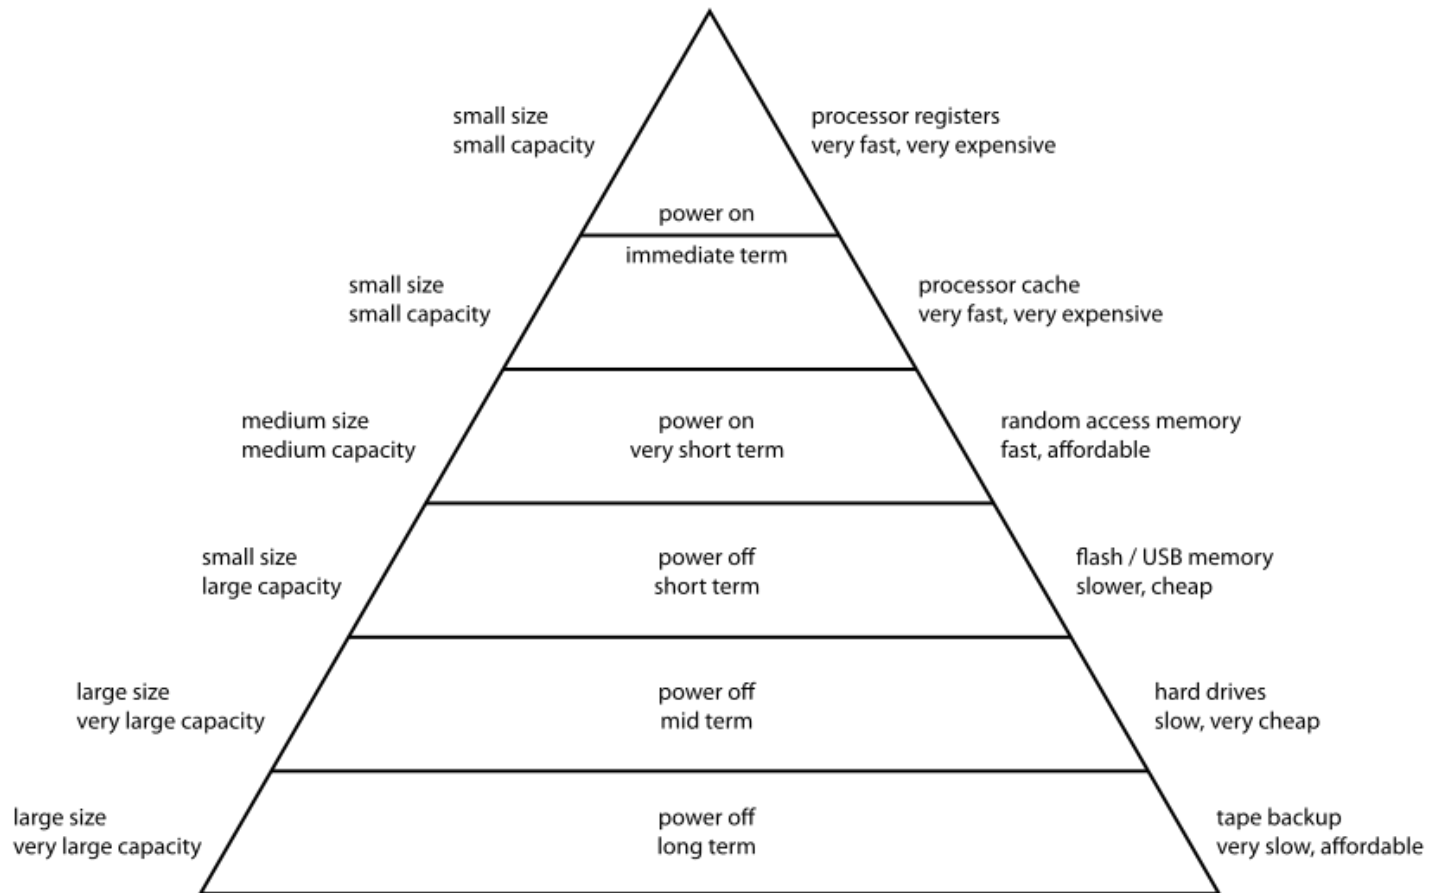 small size
small capacity
processor registers
very fast, very expensive
power on
immediate term
small size
small capacity
processor cache
very fast, very expensive
medium size
medium capacity
power on
very short term
random access memory
fast, affordable
small size
large capacity
power off
short term
flash / USB memory
slower, cheap
large size
very large capacity
power off
mid term
hard drives
slow, very cheap
large size
very large capacity
power off
long term
tape backup
very slow, affordable